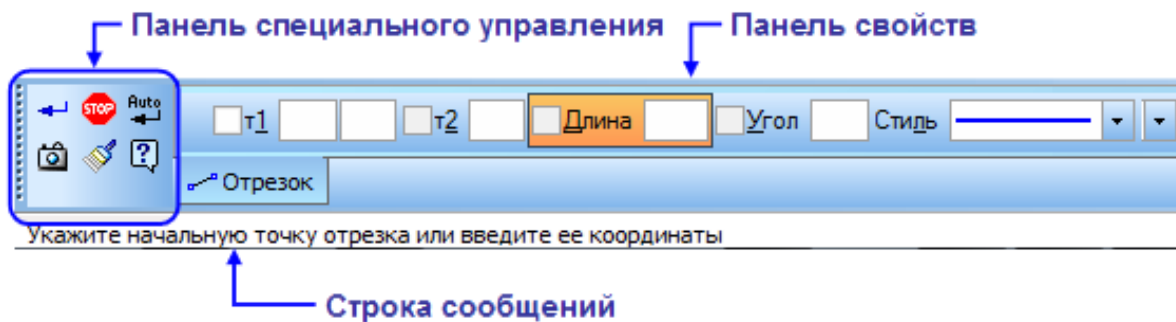 Панель специального управления Панель свойств
STOP Auto
т1 т2 Длина Угол Стиль
?
Отрезок
Укажите начальную точку отрезка или введите ее координаты
Строка сообщений